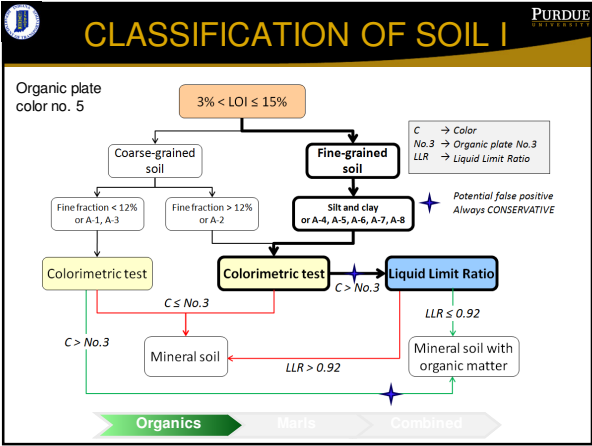 PURDUE
UNIVERSITY
CLASSIFICATION OF SOIL I
Organic plate
color no. 5
3% < LOI ≤ 15%
C → Color
No.3 → Organic plate No.3
LLR → Liquid Limit Ratio
Coarse-grained
soil
Fine-grained
soil
Potential false positive
Always CONSERVATIVE
Fine fraction < 12%
or A-1, A-3
Fine fraction > 12%
or A-2
Silt and clay
or A-4, A-5, A-6, A-7, A-8
Colorimetric test
Colorimetric test
C > No.3
Liquid Limit Ratio
C ≤ No.3
LLR ≤ 0.92
C > No.3
Mineral soil
LLR > 0.92
Mineral soil with
organic matter
Organics
Marls
Combined